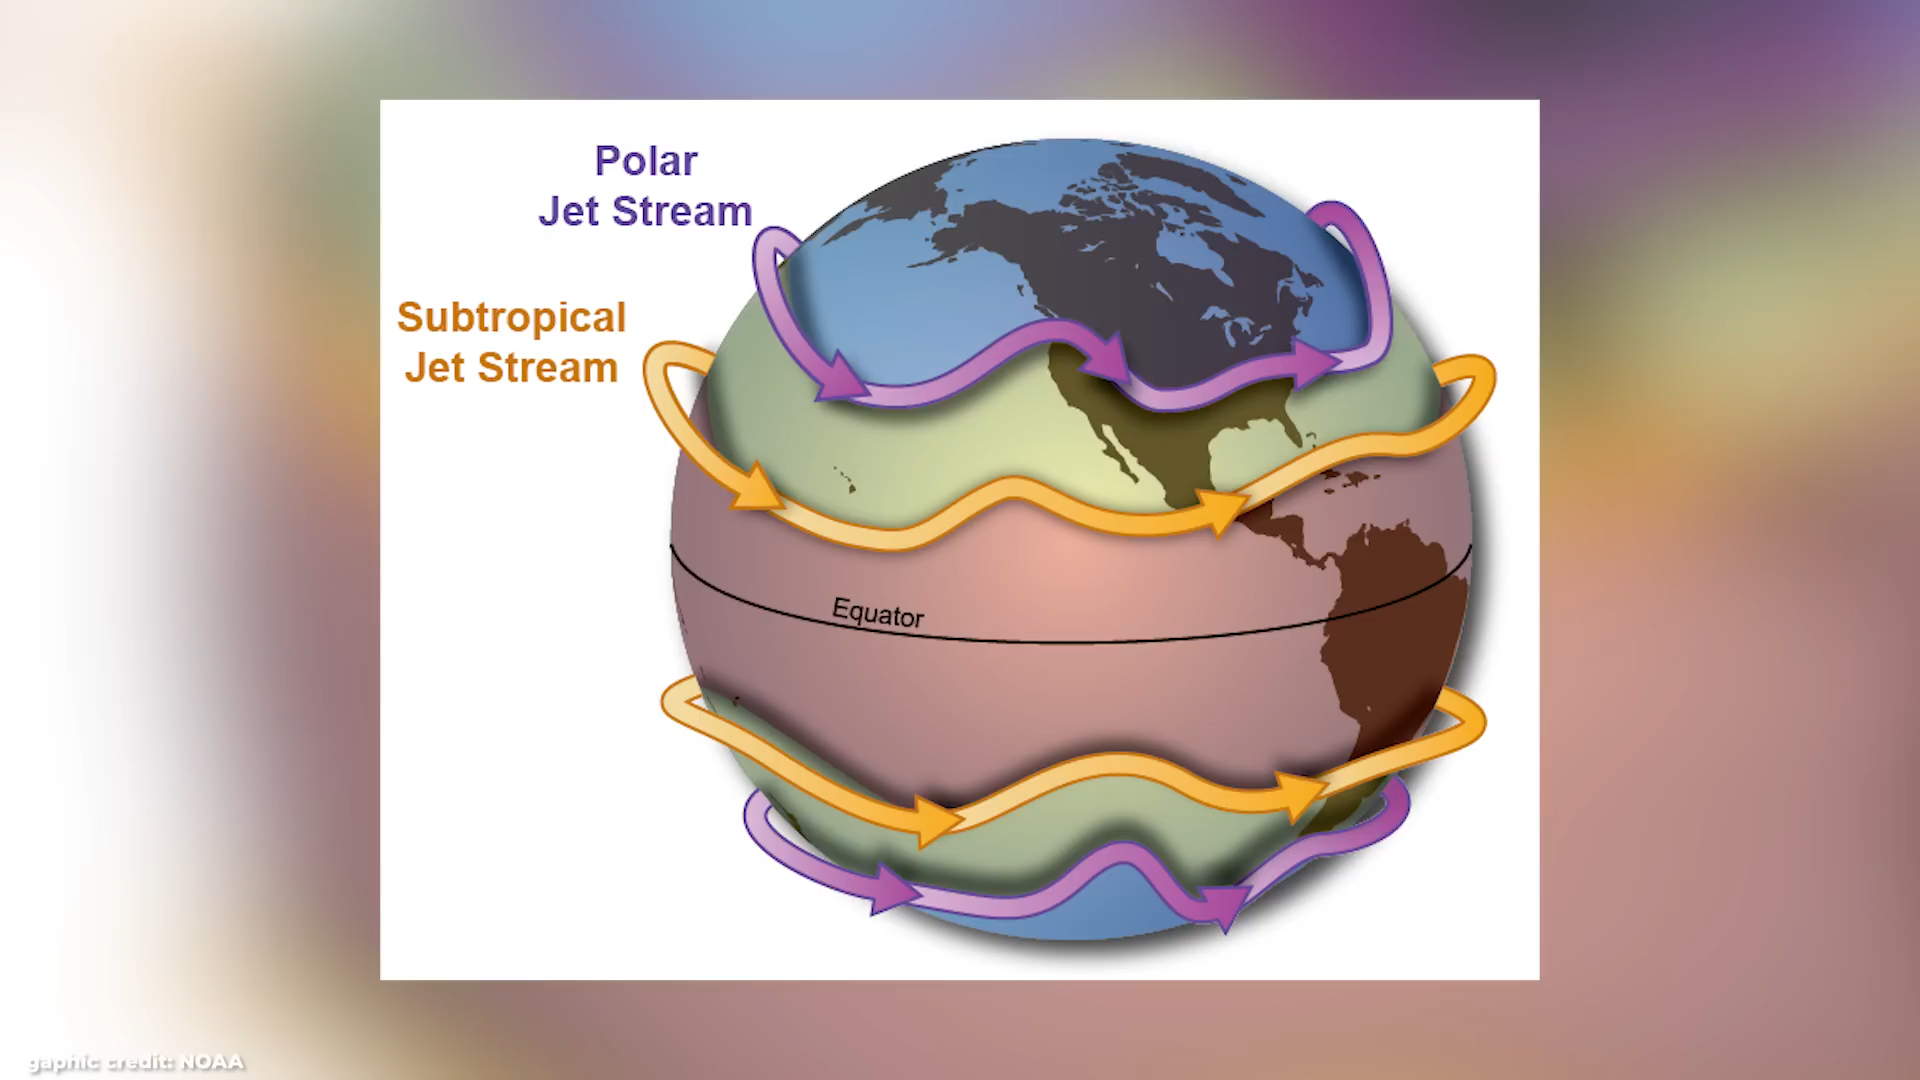 Polar
Jet Stream
Subtropical
Jet Stream
Equator
gaphic credit: NOAA